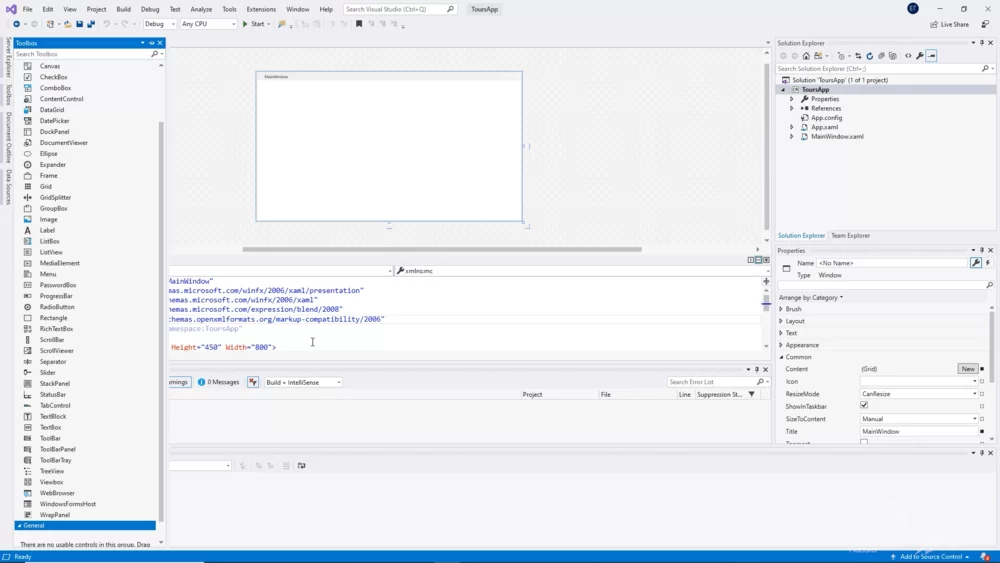 File Edit View Project Build Debug Test Analyze Tools Extensions Window Help Search Visual Studio (Ctrl+Q) ToursApp
Live Share
Debug Any CPU Start
Server Explorer
Toolbox
Document Outline
Data Sources
Toolbox
Search Toolbox
Canvas
CheckBox
ComboBox
ContentControl
DataGrid
DatePicker
DockPanel
DocumentViewer
Ellipse
Expander
Frame
Grid
GridSplitter
GroupBox
Image
Label
ListBox
ListView
MediaElement
Menu
PasswordBox
ProgressBar
RadioButton
Rectangle
RichTextBox
ScrollBar
ScrollViewer
Separator
Slider
StackPanel
StatusBar
TabControl
TextBlock
TextBox
ToolBar
ToolBarPanel
ToolBarTray
TreeView
Viewbox
WebBrowser
WindowsFormsHost
WrapPanel
General
There are no usable controls in this group. Drag
MainWindow
xmlns:mc
MainWindow"
mas.microsoft.com/winfx/2006/xaml/presentation"
hemas.microsoft.com/winfx/2006/xaml"
hemas.microsoft.com/expression/blend/2008"
chemas.openxmlformats.org/markup-compatibility/2006"
amespace:ToursApp"
Height="450" Width="800">
rnings 0 Messages Build + IntelliSense Search Error List
Project File Line Suppression St...
Solution Explorer
Search Solution Explorer (Ctrl+;)
Solution 'ToursApp' (1 of 1 project)
ToursApp
Properties
References
App.config
App.xaml
MainWindow.xaml
Solution Explorer Team Explorer
Properties
Name <No Name>
Type Window
Arrange by: Category
Brush
Layout
Text
Appearance
Common
Content (Grid) New
Icon
ResizeMode CanResize
ShowInTaskbar
SizeToContent Manual
Title MainWindow
Ready
Add to Source Control